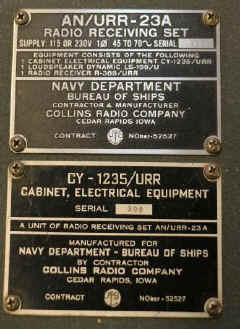 AN/URR-23A
RADIO RECEIVING SET
SUPPLY 115 OR 230V 1Ø 45 TO 70~ SERIAL
EQUIPMENT CONSISTS OF THE FOLLOWING
1 CABINET ELECTRICAL EQUIPMENT CY-1235/URR
1 LOUDSPEAKER DYNAMIC LS-199/U
1 RADIO RECEIVER R-389/URR
NAVY DEPARTMENT
BUREAU OF SHIPS
CONTRACTOR & MANUFACTURER
COLLINS RADIO COMPANY
CEDAR RAPIDS, IOWA
CONTRACT NObsr-52527
CY-1235/URR
CABINET, ELECTRICAL EQUIPMENT
SERIAL
A UNIT OF RADIO RECEIVING SET AN/URR-23A
MANUFACTURED FOR
NAVY DEPARTMENT - BUREAU OF SHIPS
BY CONTRACTOR
COLLINS RADIO COMPANY
CEDAR RAPIDS, IOWA
CONTRACT NObsr-52527